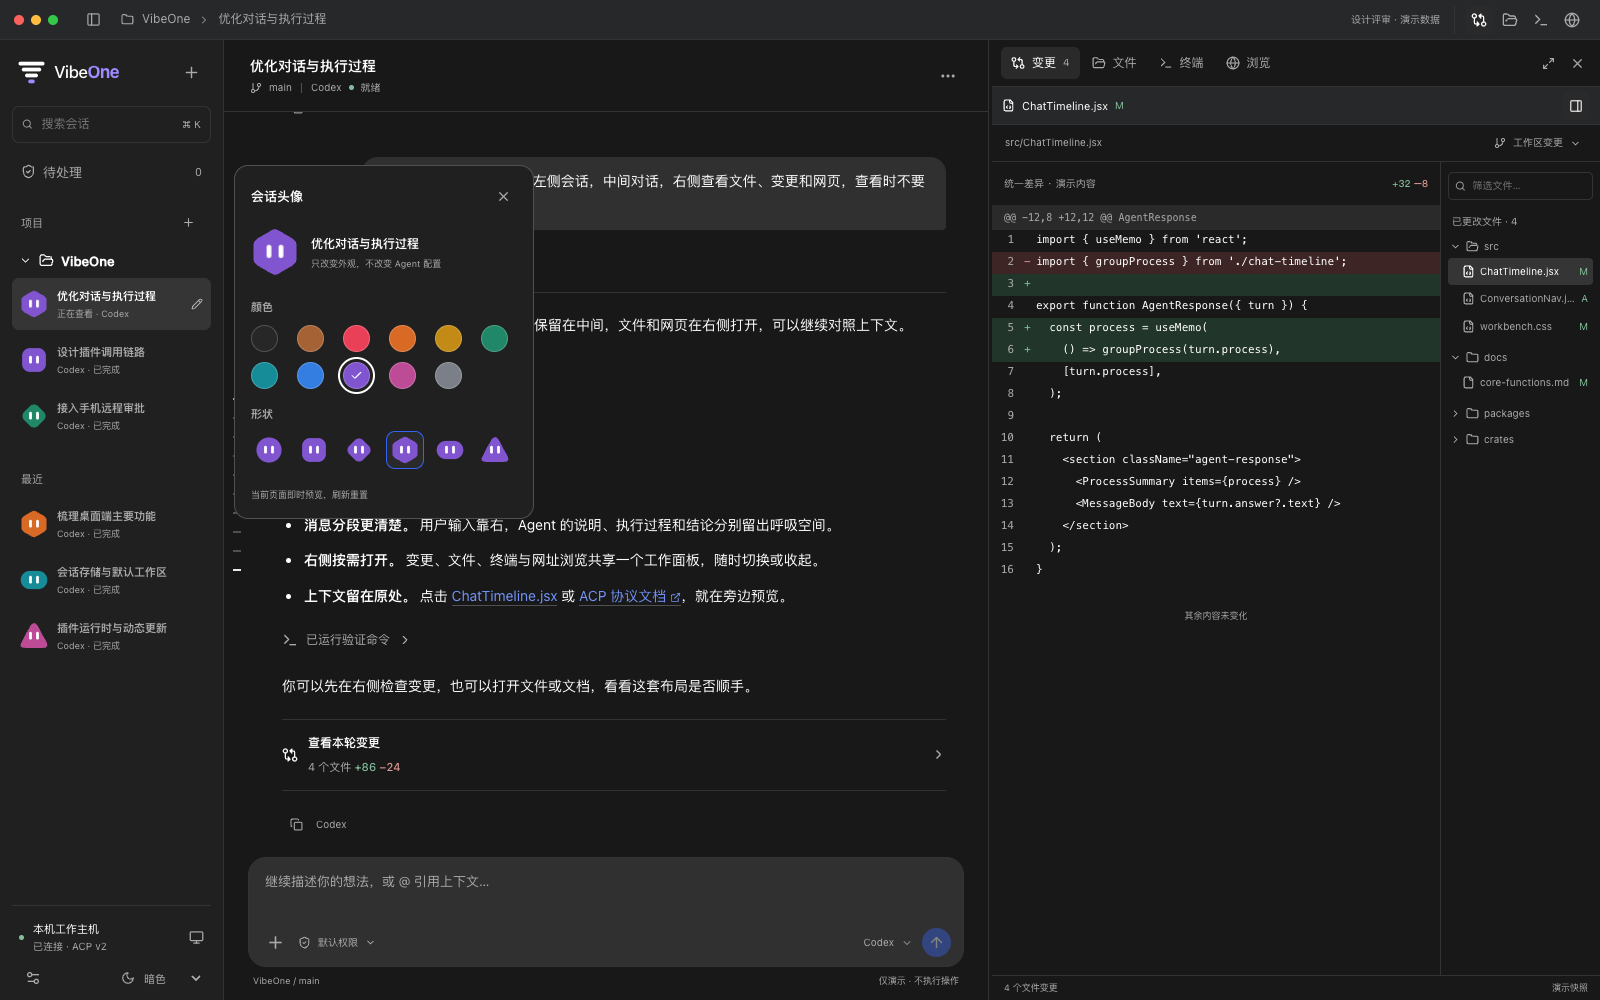 VibeOne
优化对话与执行过程
设计评审 · 演示数据
VibeOne
搜索会话
⌘ K
待处理
0
项目
VibeOne
优化对话与执行过程
正在查看 · Codex
设计插件调用链路
Codex · 已完成
接入手机远程审批
Codex · 已完成
最近
梳理桌面端主要功能
Codex · 已完成
会话存储与默认工作区
Codex · 已完成
插件运行时与动态更新
Codex · 已完成
本机工作主机
已连接 · ACP v2
暗色
优化对话与执行过程
main | Codex 就绪
左侧会话，中间对话，右侧查看文件、变更和网页，查看时不要
保留在中间，文件和网页在右侧打开，可以继续对照上下文。
会话头像
优化对话与执行过程
只改变外观，不改变 Agent 配置
颜色
形状
当前页面即时预览，刷新重置
消息分段更清楚。 用户输入靠右，Agent 的说明、执行过程和结论分别留出呼吸空间。
右侧按需打开。 变更、文件、终端与网址浏览共享一个工作面板，随时切换或收起。
上下文留在原处。 点击 ChatTimeline.jsx 或 ACP 协议文档，就在旁边预览。
已运行验证命令
你可以先在右侧检查变更，也可以打开文件或文档，看看这套布局是否顺手。
查看本轮变更
4 个文件 +86 −24
Codex
继续描述你的想法，或 @ 引用上下文...
默认权限
Codex
VibeOne / main
仅演示 · 不执行操作
变更 4
文件
终端
浏览
ChatTimeline.jsx M
src/ChatTimeline.jsx
工作区变更
统一差异 · 演示内容
+32 −8
@@ −12,8 +12,12 @@ AgentResponse
1 import { useMemo } from 'react';
2 − import { groupProcess } from './chat-timeline';
3 +
4 export function AgentResponse({ turn }) {
5 + const process = useMemo(
6 + () => groupProcess(turn.process),
7 [turn.process],
8 );
9
10 return (
11 <section className="agent-response">
12 <ProcessSummary items={process} />
13 <MessageBody text={turn.answer?.text} />
14 </section>
15 );
16 }
其余内容未变化
筛选文件...
已更改文件 · 4
src
ChatTimeline.jsx M
ConversationNav.j... A
workbench.css M
docs
core-functions.md M
packages
crates
4 个文件变更
演示快照